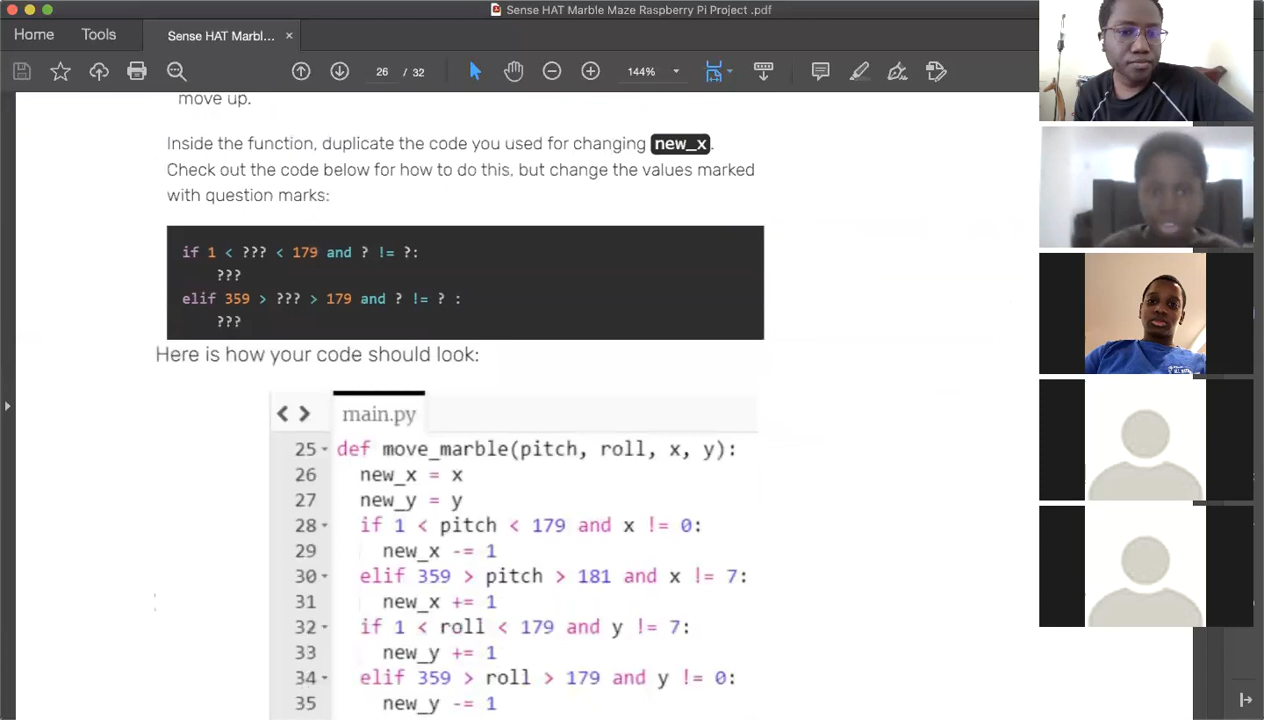 Sense HAT Marble Maze Raspberry Pi Project .pdf
Home
Tools
Sense HAT Marbl...
26 / 32
144%
move up.
Inside the function, duplicate the code you used for changing new_x.
Check out the code below for how to do this, but change the values marked
with question marks:
if 1 < ??? < 179 and ? != ?:
???
elif 359 > ??? > 179 and ? != ? :
???
Here is how your code should look:
main.py
25 def move_marble(pitch, roll, x, y):
26 new_x = x
27 new_y = y
28 if 1 < pitch < 179 and x != 0:
29 new_x -= 1
30 elif 359 > pitch > 181 and x != 7:
31 new_x += 1
32 if 1 < roll < 179 and y != 7:
33 new_y += 1
34 elif 359 > roll > 179 and y != 0:
35 new_y -= 1